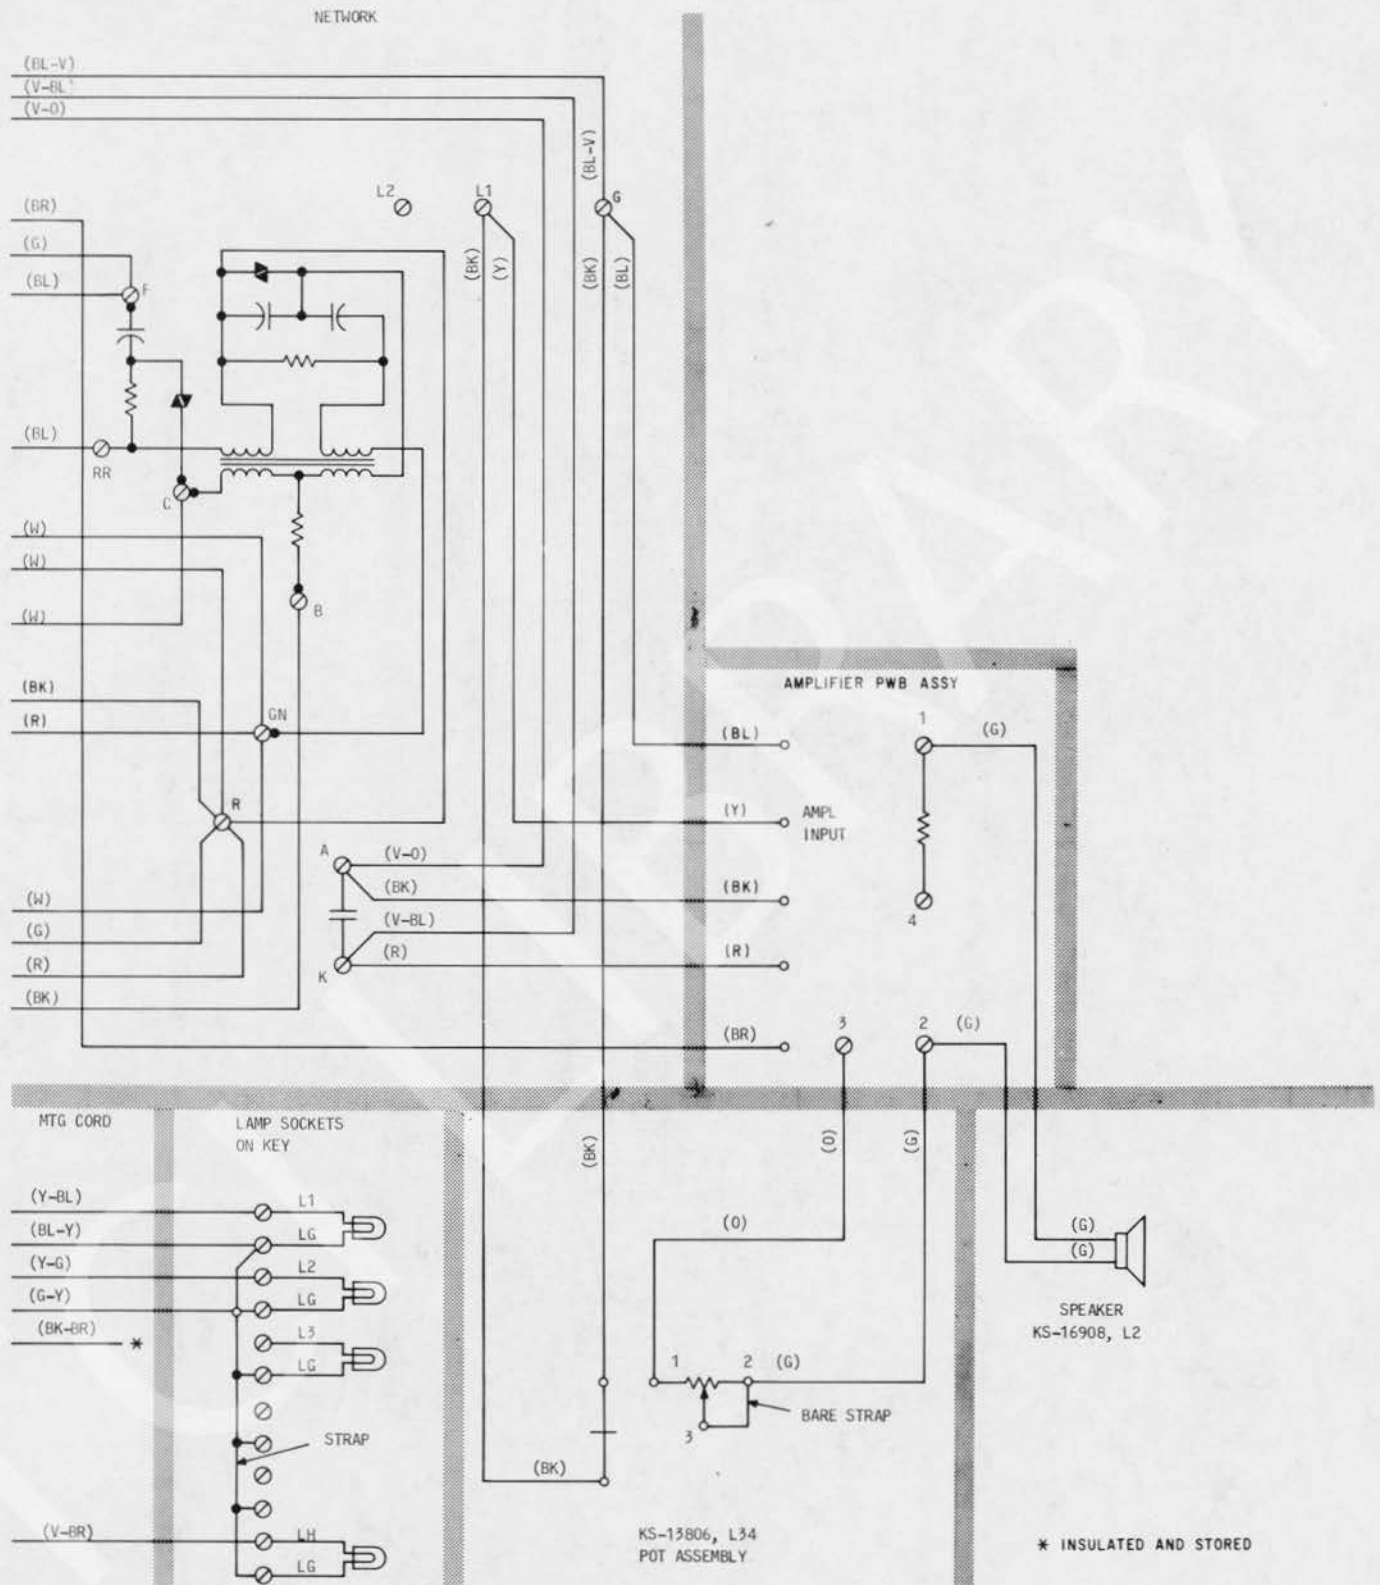 NETWORK
(BL-V)
(V-BL)
(V-O)
(BL-V)
L2
L1
G
(BR)
(G)
(BK)
(Y)
(BK)
(BL)
(BL)
F
(BL)
RR
C
(W)
(W)
B
(W)
AMPLIFIER PWB ASSY
(BK)
GN
1
(R)
(BL)
(G)
R
(Y)
AMPL
INPUT
A
(V-O)
(BK)
(BK)
(W)
(V-BL)
4
(G)
(R)
(R)
(R)
K
(BK)
3
2
(G)
(BR)
MTG CORD
LAMP SOCKETS
ON KEY
(BK)
(O)
(G)
(Y-BL)
L1
(BL-Y)
LG
(O)
(G)
(G)
(Y-G)
L2
(G-Y)
LG
SPEAKER
KS-16908, L2
(BK-BR)
*
L3
LG
1
2
(G)
BARE STRAP
3
STRAP
(BK)
(V-BR)
LH
LG
KS-13806, L34
POT ASSEMBLY
* INSULATED AND STORED
LIBRARY